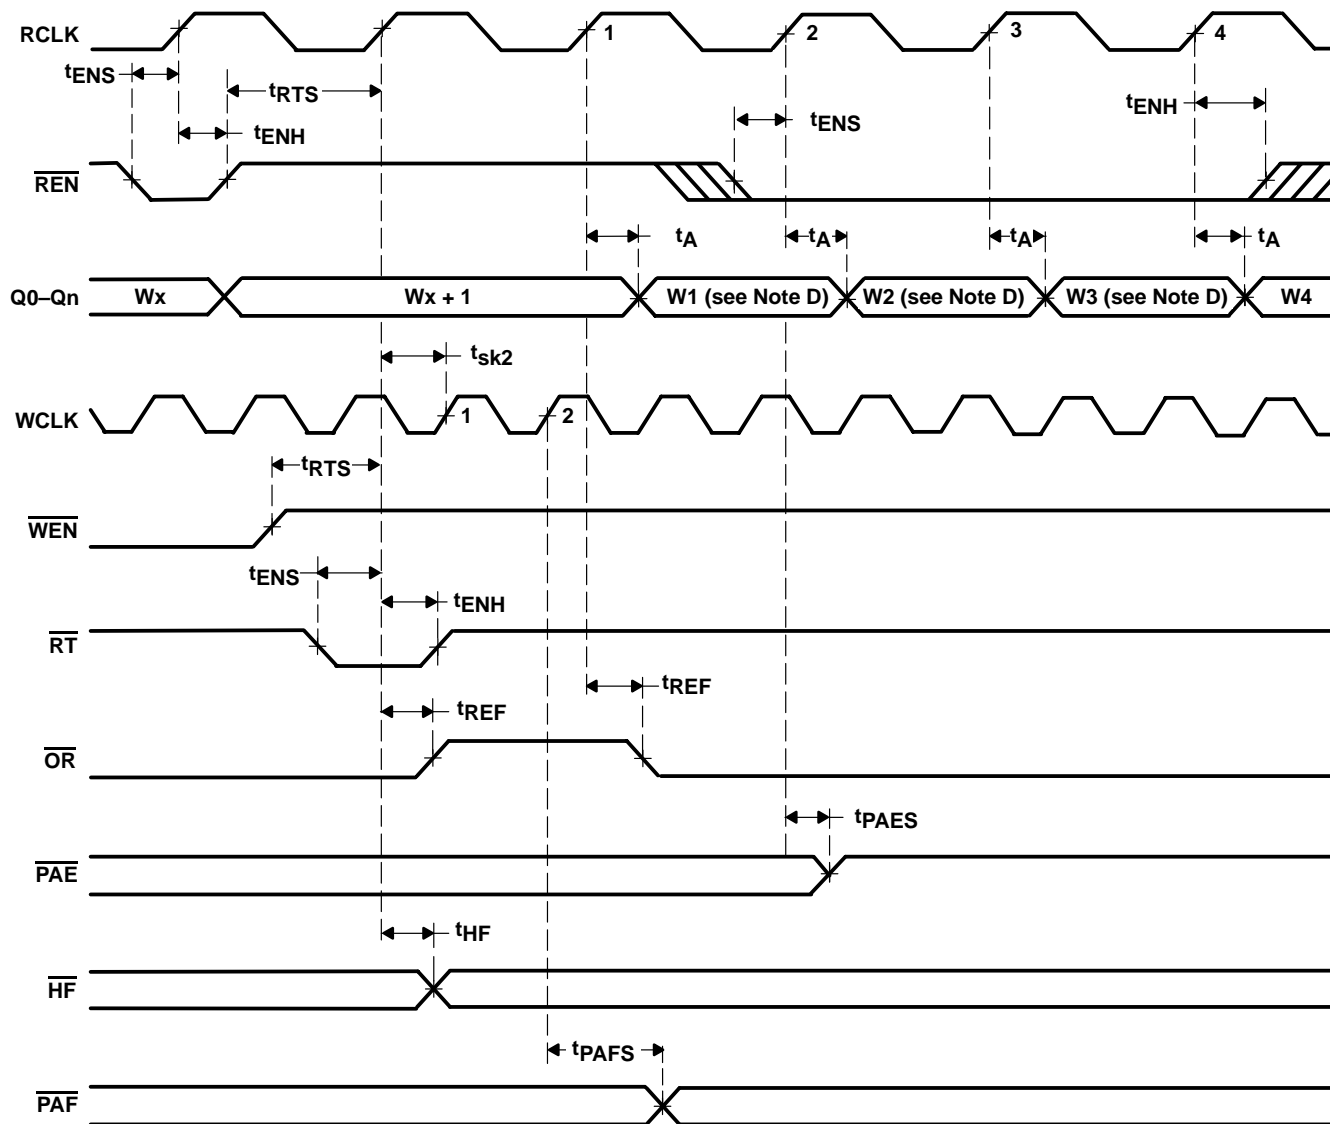 RCLK
1
2
3
4
tENS
tRTS
tENH
tENH
tENS
REN
tA
tA
tA
tA
Q0–Qn
Wx
Wx + 1
W1 (see Note D)
W2 (see Note D)
W3 (see Note D)
W4
tsk2
WCLK
1
2
tRTS
WEN
tENS
tENH
RT
tREF
tREF
OR
tPAES
PAE
tHF
HF
tPAFS
PAF